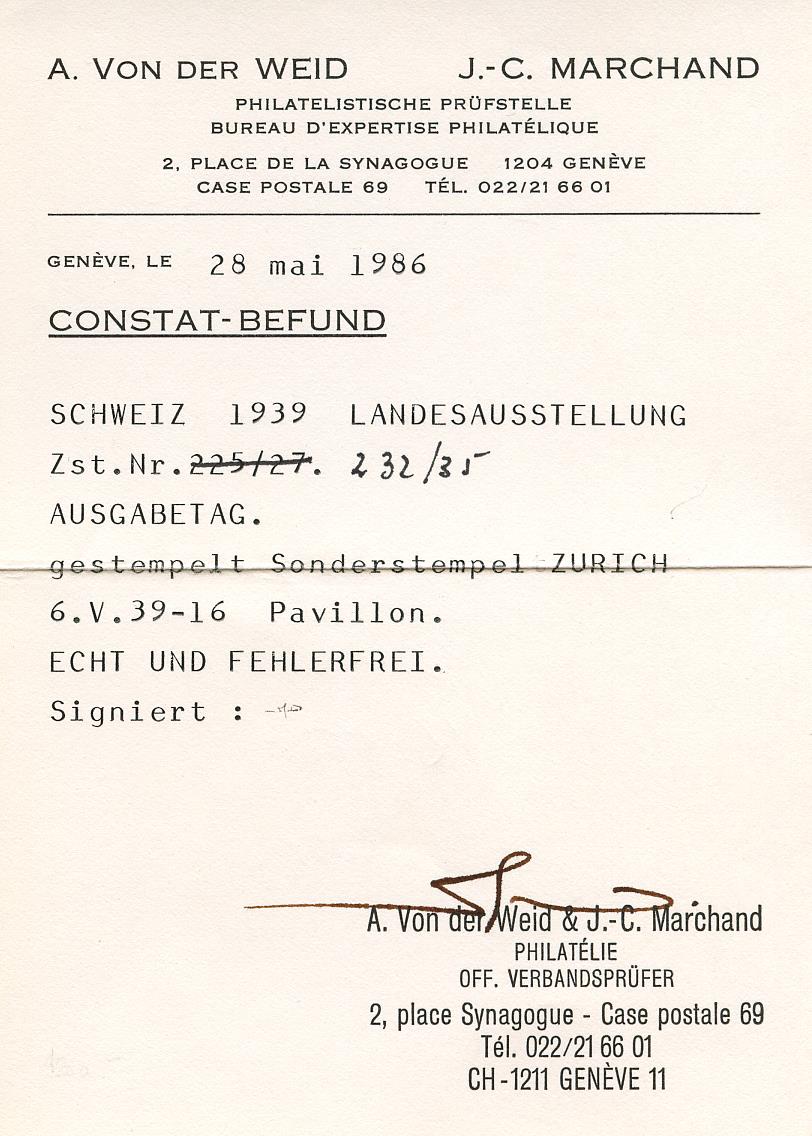 A. VON DER WEID J.-C. MARCHAND
PHILATELISTISCHE PRÜFSTELLE
BUREAU D'EXPERTISE PHILATÉLIQUE
2, PLACE DE LA SYNAGOGUE 1204 GENÈVE
CASE POSTALE 69 TÉL. 022/21 66 01
GENÈVE, LE 28 mai 1986
CONSTAT-BEFUND
SCHWEIZ 1939 LANDESAUSSTELLUNG
Zst.Nr.225/27. 232/35
AUSGABETAG.
gestempelt Sonderstempel ZURICH
6.V.39-16 Pavillon.
ECHT UND FEHLERFREI.
Signiert :
A. Von der Weid & J.-C. Marchand
PHILATÉLIE
OFF. VERBANDSPRÜFER
2, place Synagogue - Case postale 69
Tél. 022/21 66 01
CH-1211 GENÈVE 11